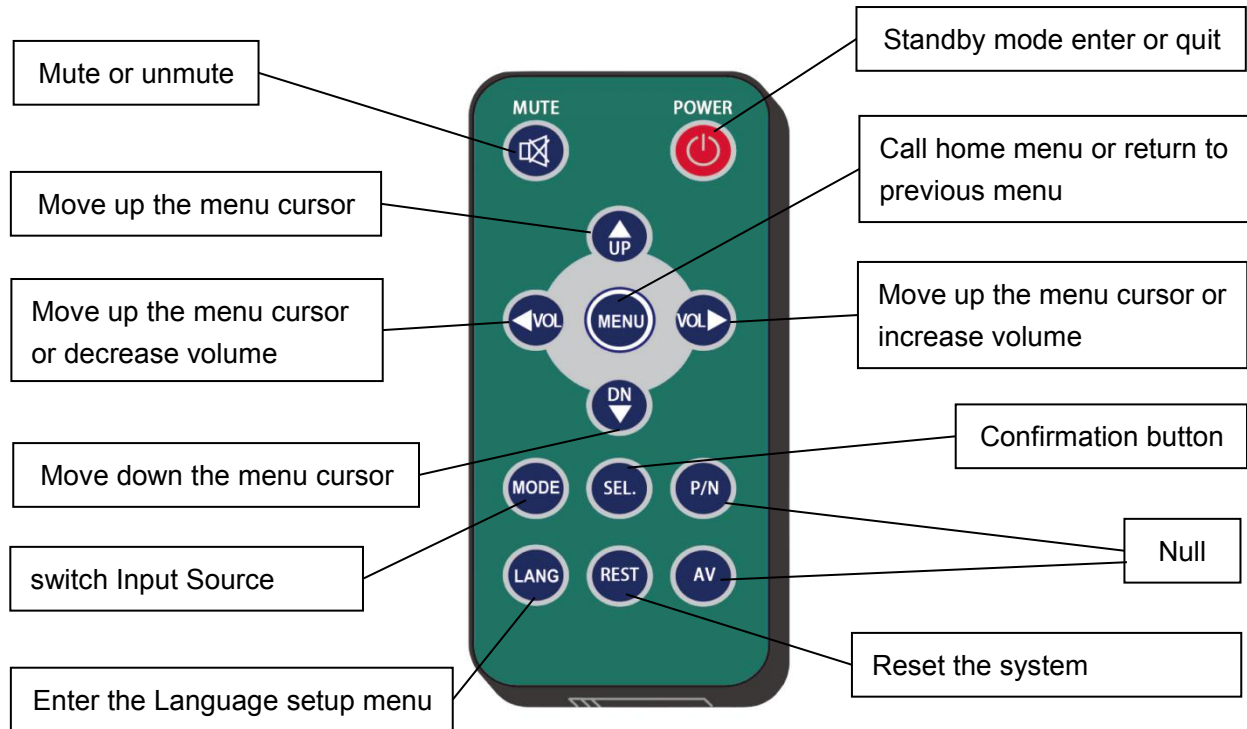 Standby mode enter or quit
Mute or unmute
MUTE
POWER
Call home menu or return to
previous menu
Move up the menu cursor
UP
Move up the menu cursor
or decrease volume
VOL
MENU
VOL
Move up the menu cursor or
increase volume
DN
Confirmation button
Move down the menu cursor
MODE
SEL.
P/N
Null
switch Input Source
LANG
REST
AV
Reset the system
Enter the Language setup menu